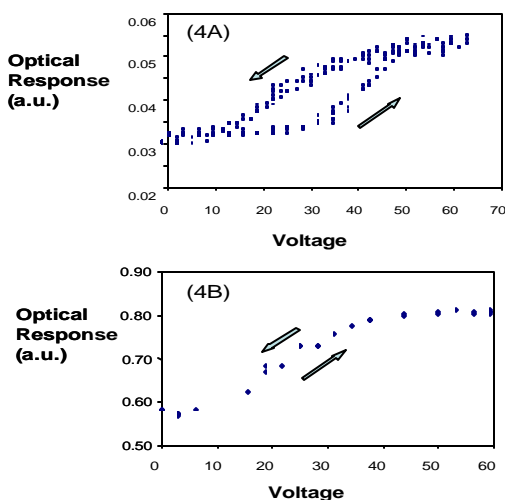 0.06
(4A)
Optical
Response
(a.u.)
0.05
0.04
0.03
0.02
0 10 20 30 40 50 60 70
Voltage
0.90
(4B)
Optical
Response
(a.u.)
0.80
0.70
0.60
0.50
0 10 20 30 40 50 60
Voltage